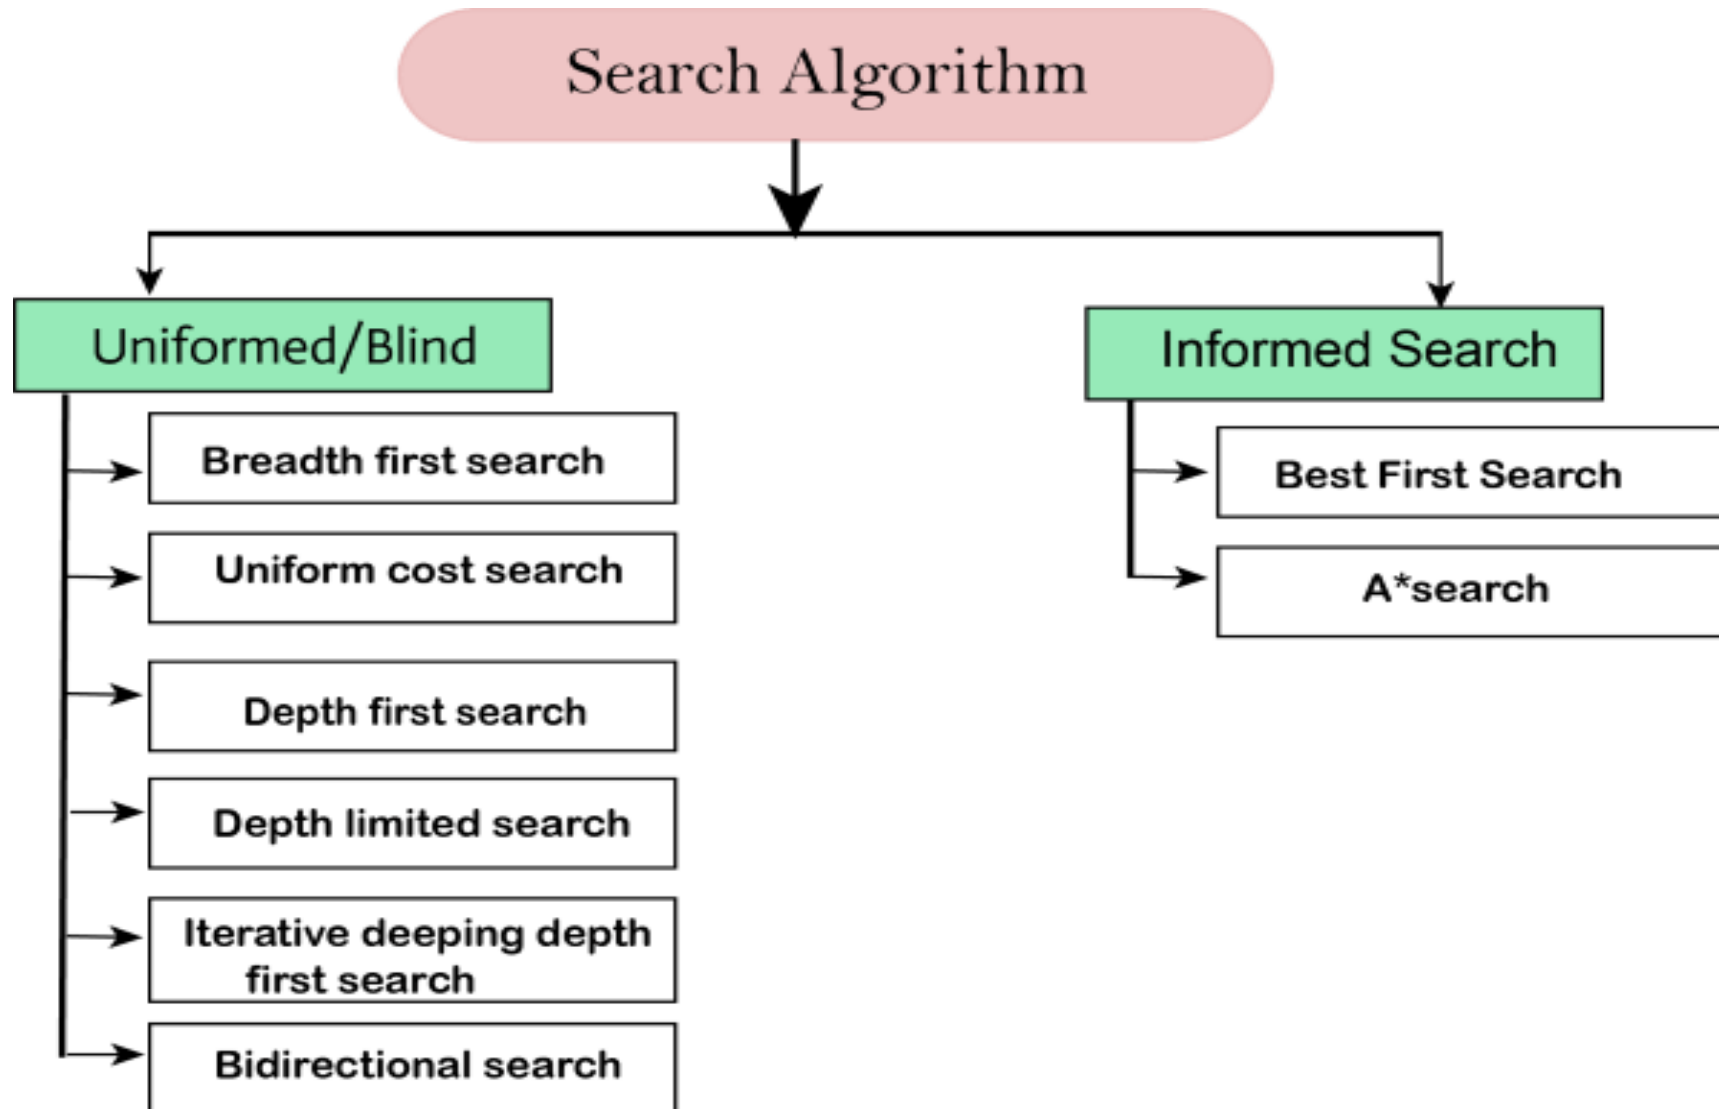 Search Algorithm
Uniformed/Blind
Breadth first search
Uniform cost search
Depth first search
Depth limited search
Iterative deeping depth
first search
Bidirectional search
Informed Search
Best First Search
A*search